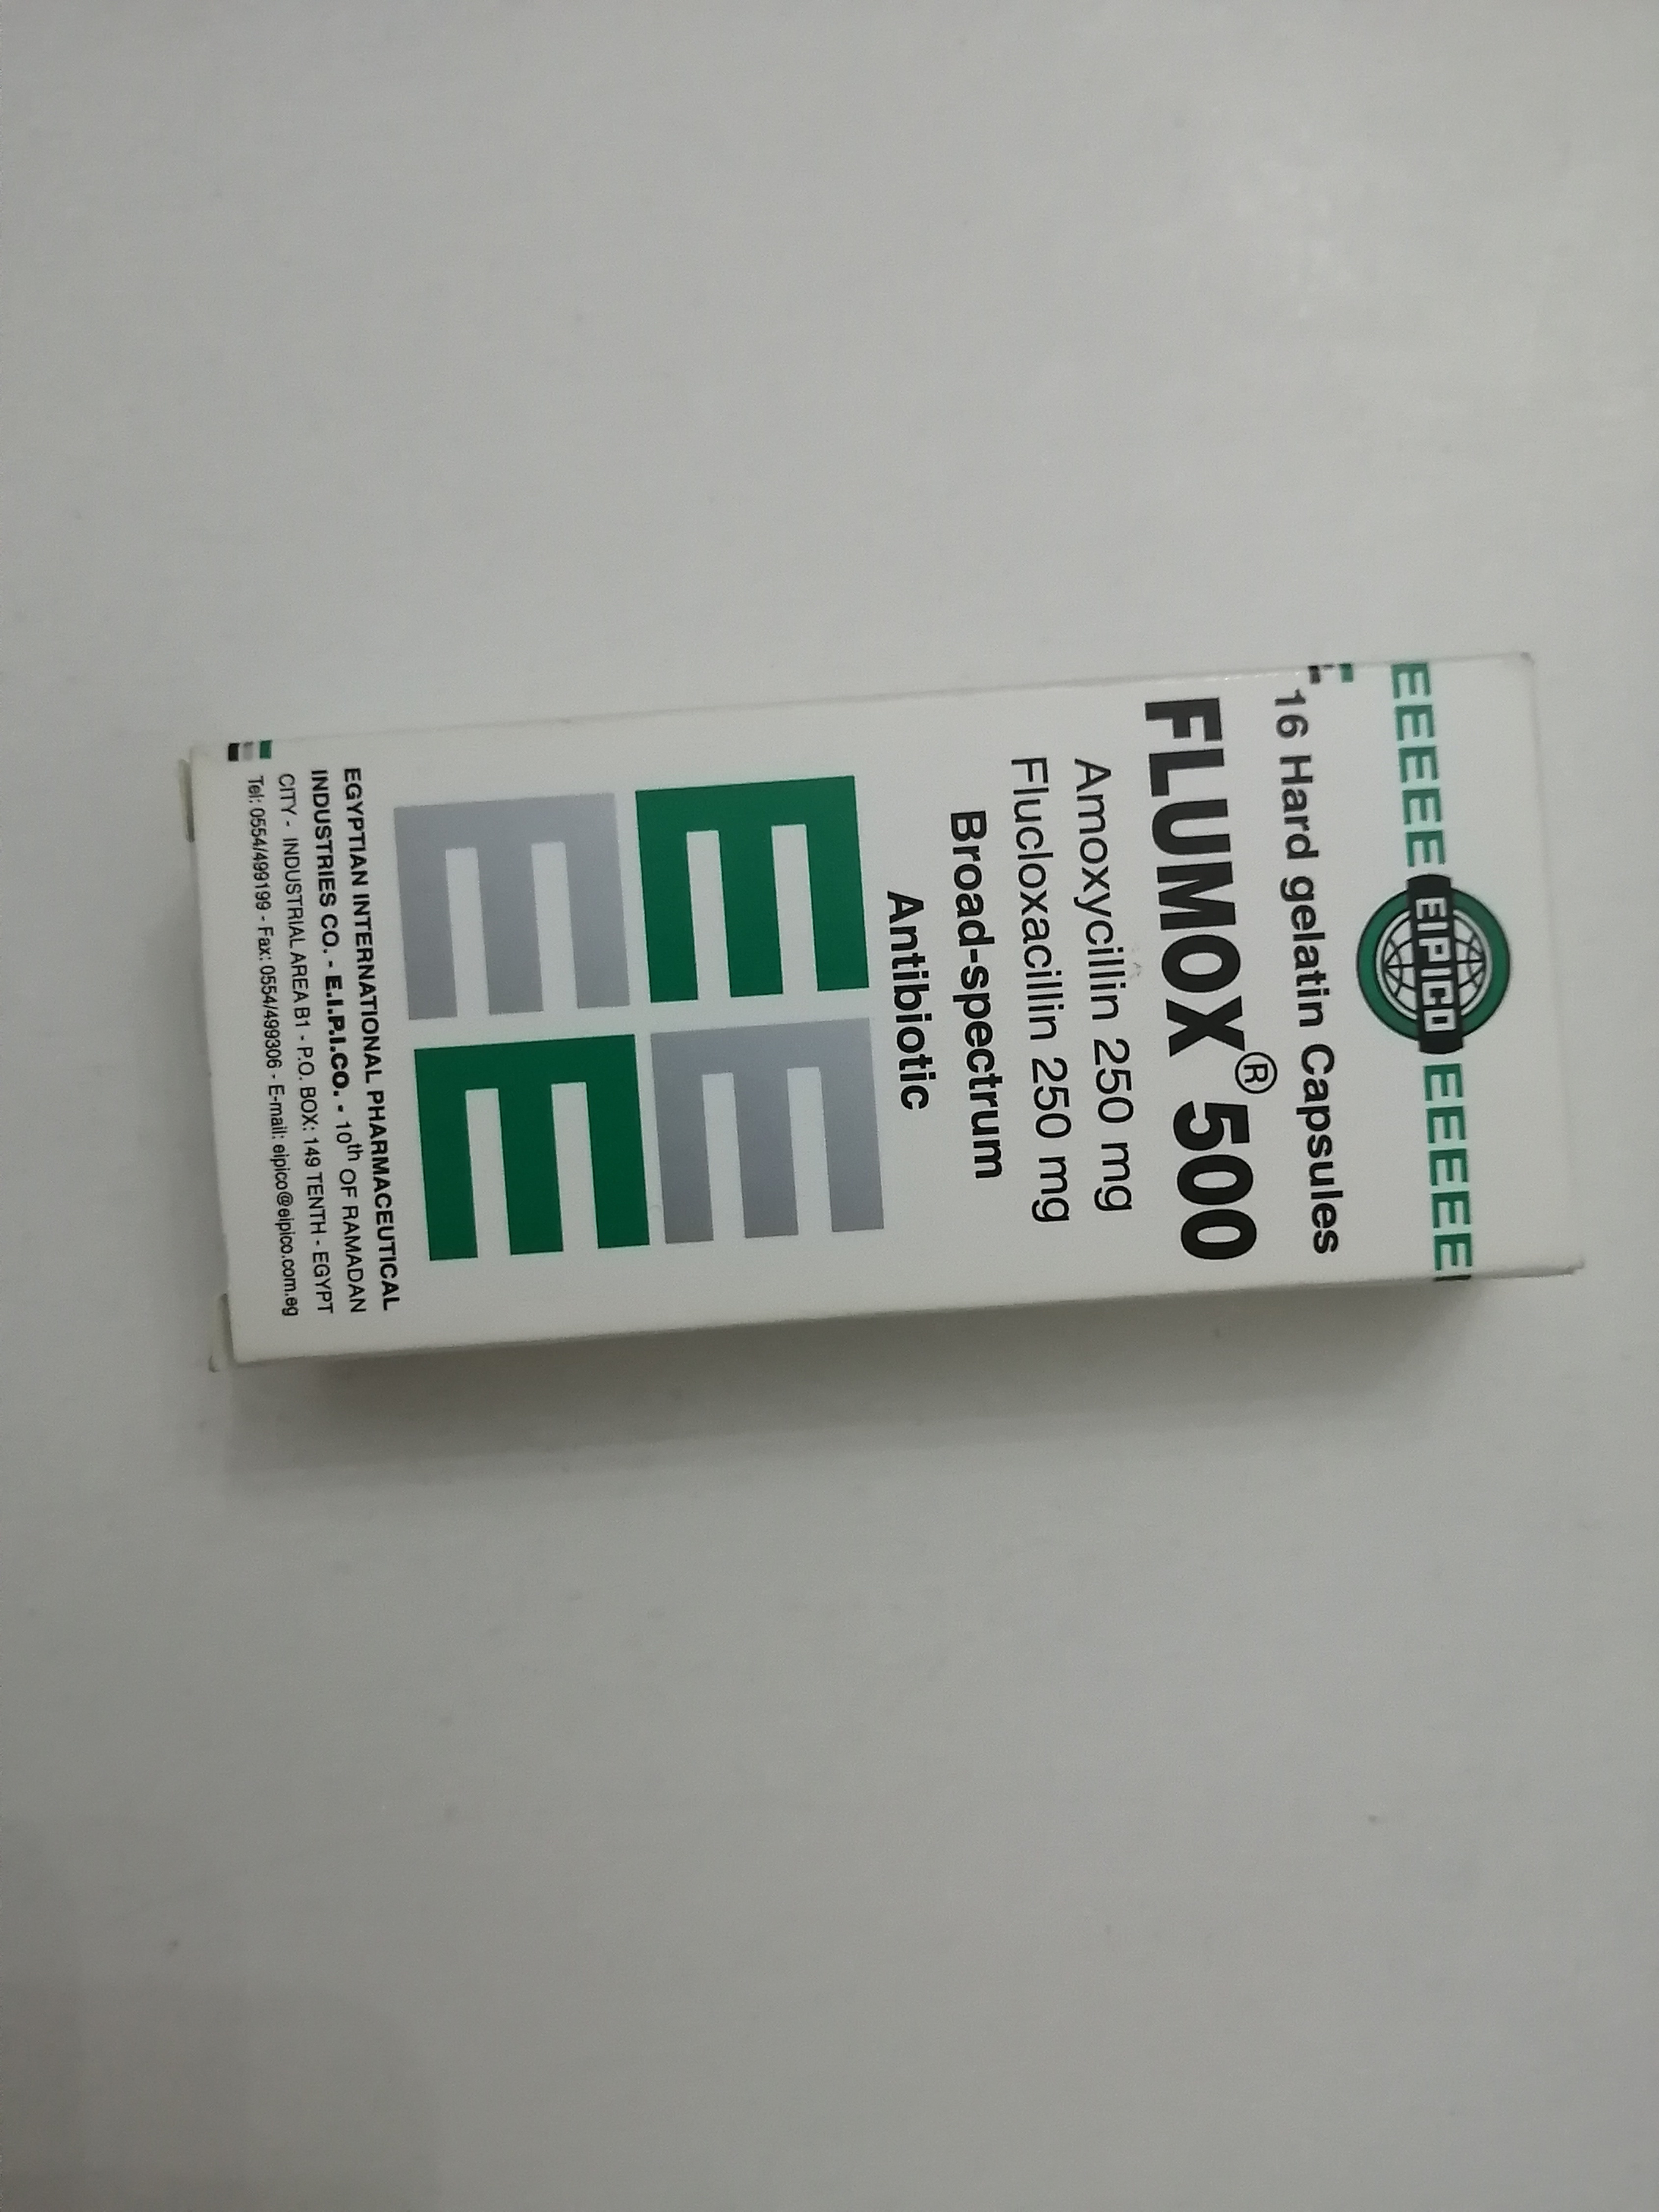 EEEEE EIPICO EEEEE
16 Hard gelatin Capsules
FLUMOX® 500
Amoxycillin 250 mg
Flucloxacillin 250 mg
Broad-spectrum
Antibiotic
E E
E E
EGYPTIAN INTERNATIONAL PHARMACEUTICAL
INDUSTRIES CO. - E.I.P.I.CO. - 10th OF RAMADAN
CITY - INDUSTRIAL AREA B1 - P.O. BOX: 149 TENTH - EGYPT
Tel: 0554/499199 - Fax: 0554/499306 - E-mail: eipico@eipico.com.eg